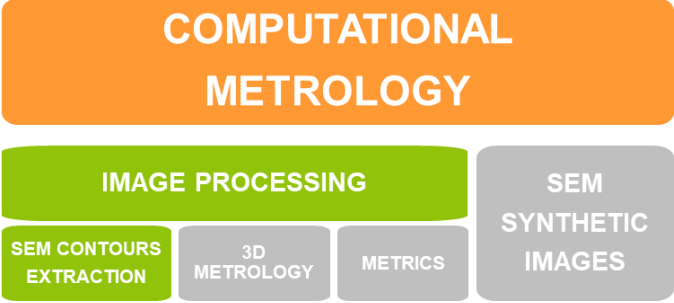 COMPUTATIONAL
METROLOGY
IMAGE PROCESSING
SEM
SYNTHETIC
IMAGES
SEM CONTOURS
EXTRACTION
3D
METROLOGY
METRICS